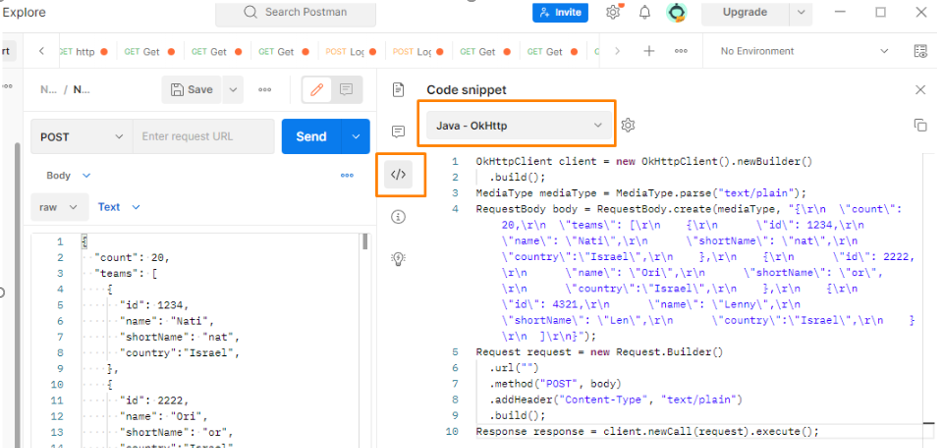 Explore
Search Postman
Invite
Upgrade
GET http
GET Get
GET Get
GET Get
POST
POST
GET Get
GET Get
No Environment
N... / N...
Save
Code snippet
POST
Enter request URL
Send
Java - OkHttp
Body
raw
Text
1
2 "count": 20,
3 "teams": [
4 {
5 "id": 1234,
6 "name": "Nati",
7 "shortName": "nat",
8 "country":"Israel",
9 },
10 {
11 "id": 2222,
12 "name": "Ori",
13 "shortName": "or",
14 "country":"Israel"
1 OkHttpClient client = new OkHttpClient().newBuilder()
2 .build();
3 MediaType mediaType = MediaType.parse("text/plain");
4 RequestBody body = RequestBody.create(mediaType, "{\r\n  \"count\":
20,\r\n  \"teams\": [\r\n    {\r\n      \"id\": 1234,\r\n
\"name\": \"Nati\",\r\n      \"shortName\": \"nat\",\r\n
\"country\":\"Israel\",\r\n    },\r\n    {\r\n      \"id\": 2222,
\r\n      \"name\": \"Ori\",\r\n      \"shortName\": \"or\",
\r\n      \"country\":\"Israel\",\r\n    },\r\n    {\r\n
\"id\": 4321,\r\n      \"name\": \"Lenny\",\r\n
\"shortName\": \"Len\",\r\n      \"country\":\"Israel\",\r\n    }
\r\n  ]\r\n}");
5 Request request = new Request.Builder()
6 .url("")
7 .method("POST", body)
8 .addHeader("Content-Type", "text/plain")
9 .build();
10 Response response = client.newCall(request).execute();